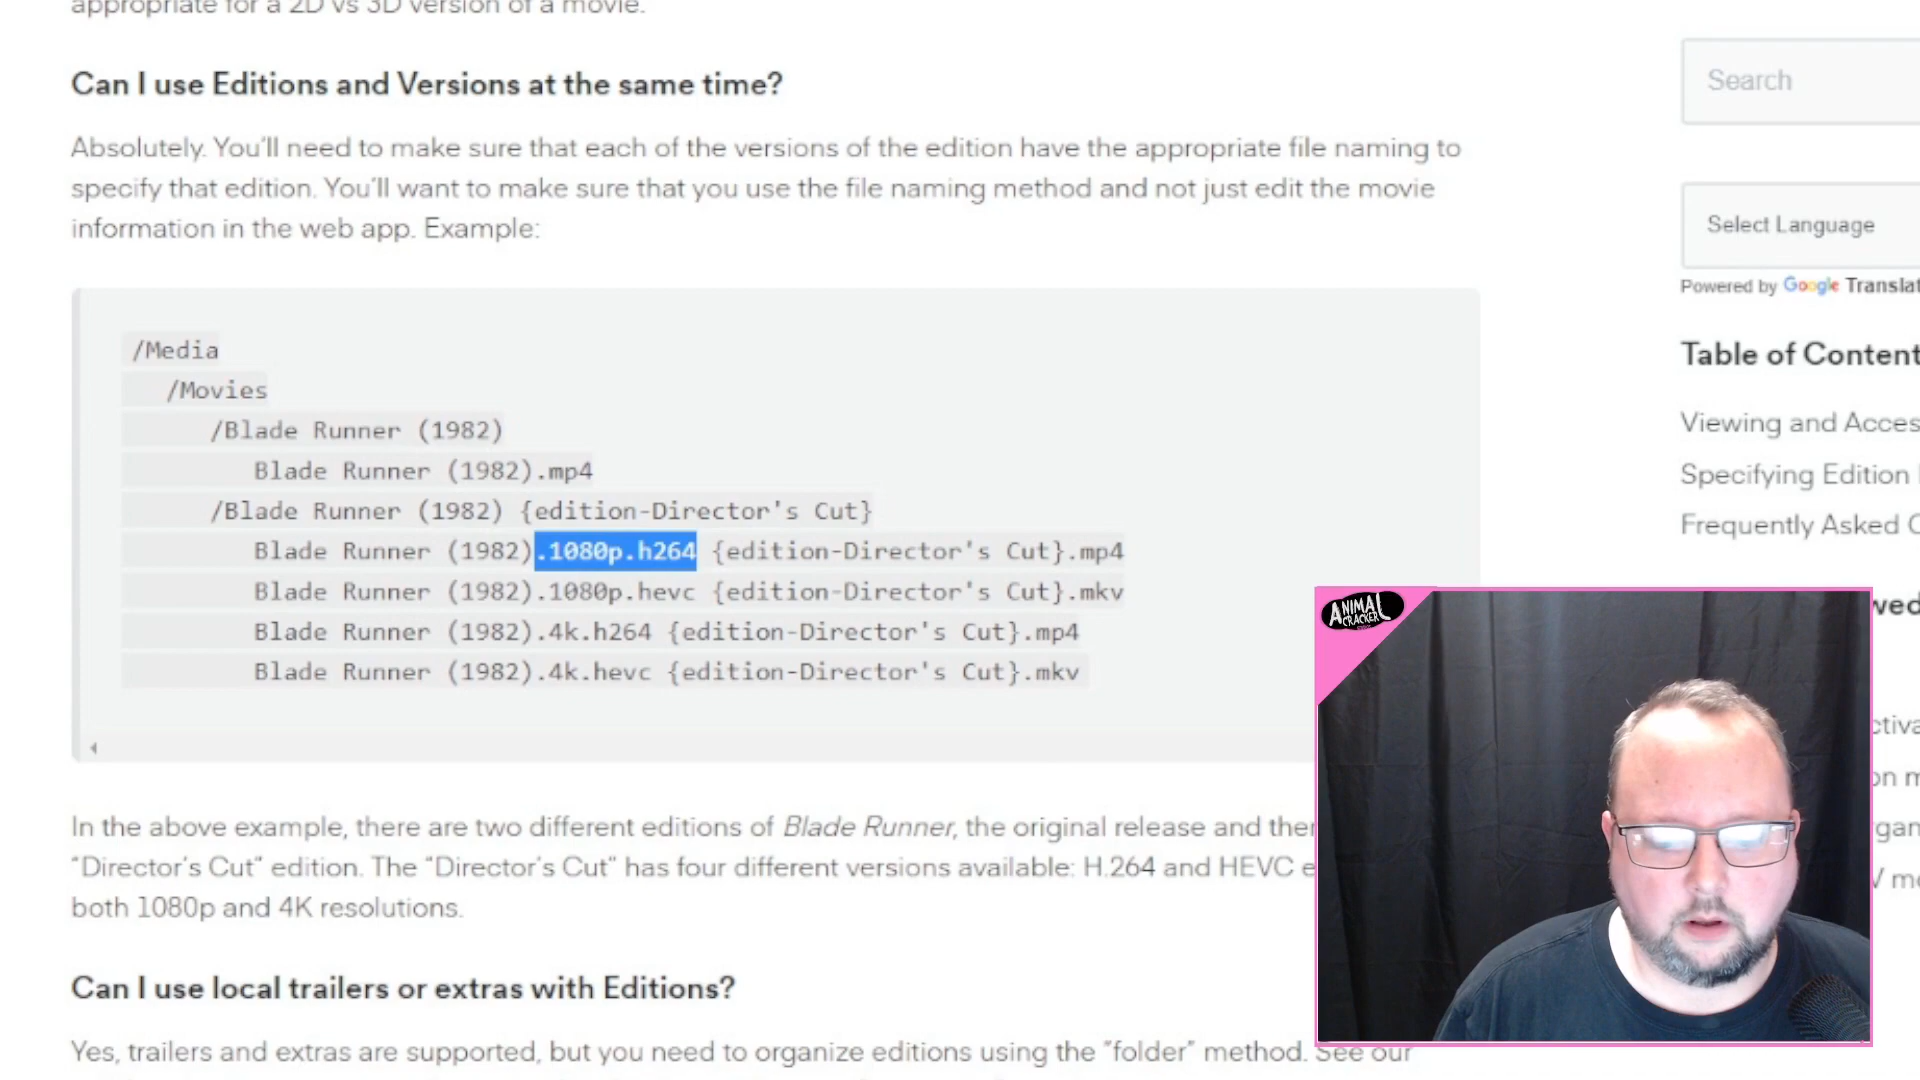 appropriate for a 2D vs 3D version of a movie.
Can I use Editions and Versions at the same time?
Absolutely. You'll need to make sure that each of the versions of the edition have the appropriate file naming to
specify that edition. You'll want to make sure that you use the file naming method and not just edit the movie
information in the web app. Example:
/Media
/Movies
/Blade Runner (1982)
Blade Runner (1982).mp4
/Blade Runner (1982) {edition-Director's Cut}
Blade Runner (1982).1080p.h264 {edition-Director's Cut}.mp4
Blade Runner (1982).1080p.hevc {edition-Director's Cut}.mkv
Blade Runner (1982).4k.h264 {edition-Director's Cut}.mp4
Blade Runner (1982).4k.hevc {edition-Director's Cut}.mkv
In the above example, there are two different editions of Blade Runner, the original release and
"Director's Cut" edition. The "Director's Cut" has four different versions available: H.264 and HEVC
both 1080p and 4K resolutions.
Can I use local trailers or extras with Editions?
Yes, trailers and extras are supported, but you need to organize editions using the "folder" method. See our
Search
Select Language
Powered by Google Translat
Table of Content
Viewing and Acces
Specifying Edition
Frequently Asked
ANIMAL
CRACKER